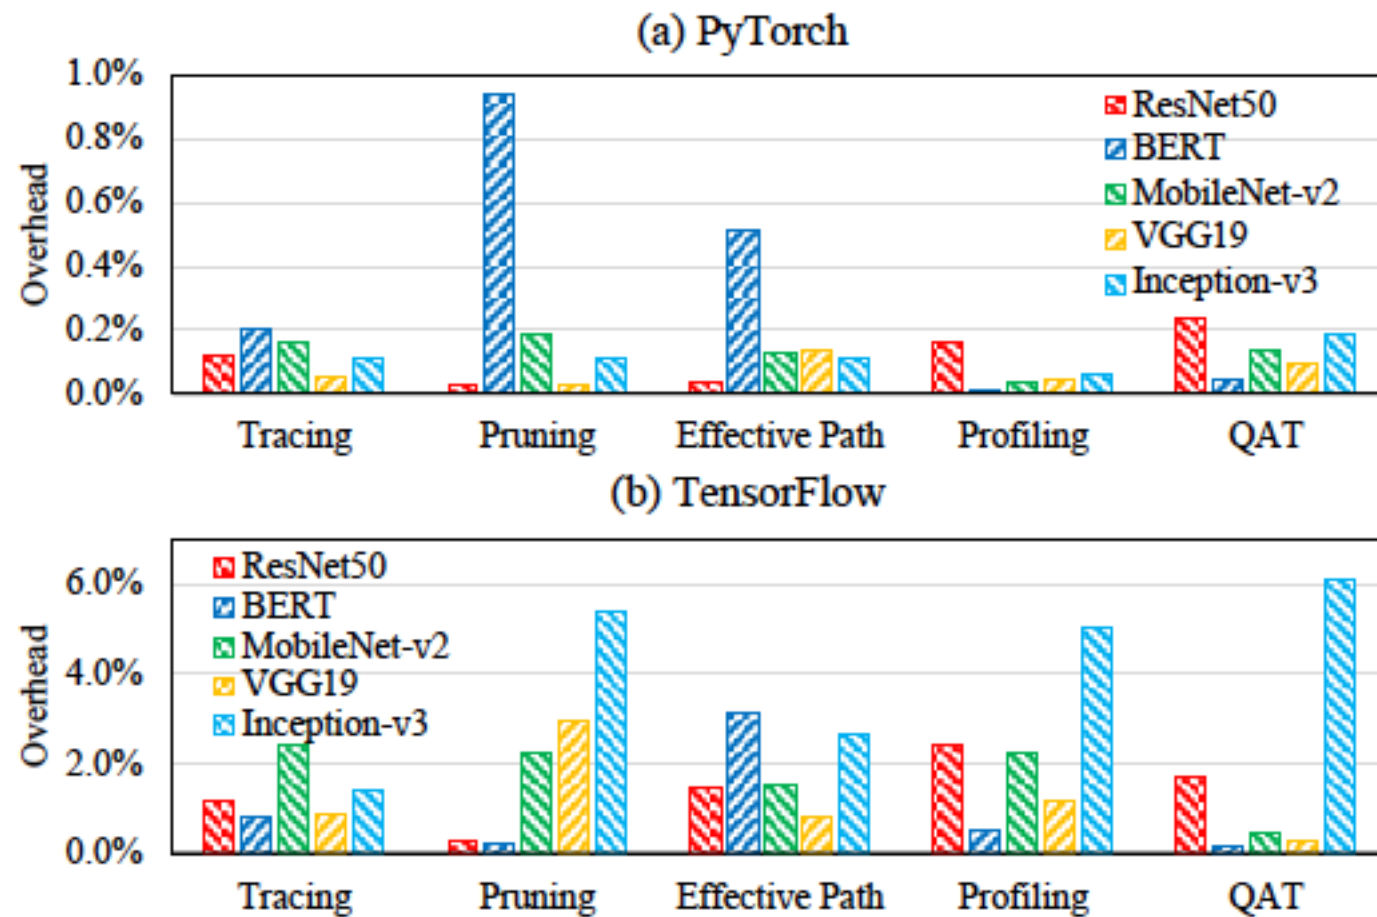 (a) PyTorch
1.0%
0.8%
0.6%
0.4%
0.2%
0.0%
Overhead
ResNet50
BERT
MobileNet-v2
VGG19
Inception-v3
Tracing Pruning Effective Path Profiling QAT
(b) TensorFlow
6.0%
4.0%
2.0%
0.0%
Overhead
ResNet50
BERT
MobileNet-v2
VGG19
Inception-v3
Tracing Pruning Effective Path Profiling QAT